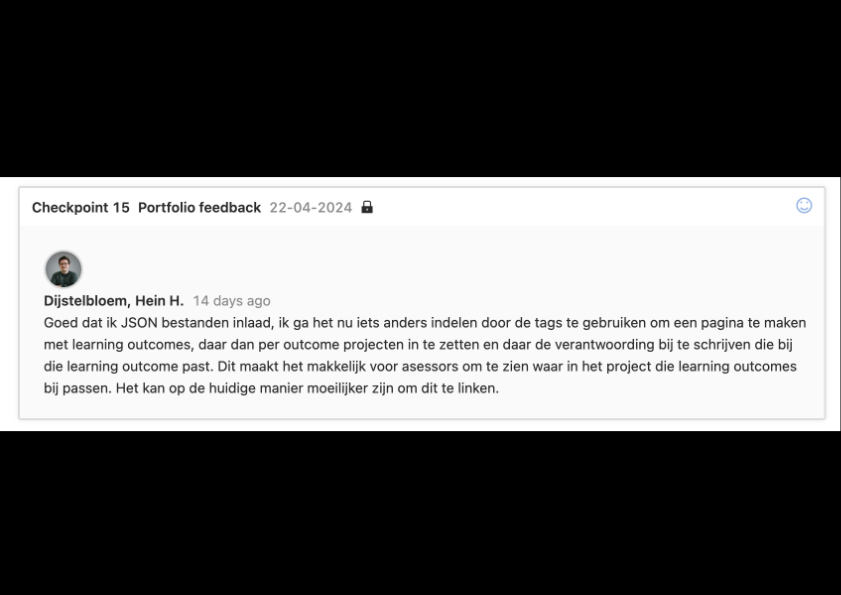 Checkpoint 15 Portfolio feedback 22-04-2024
Dijstelbloem, Hein H. 14 days ago
Goed dat ik JSON bestanden inlaad, ik ga het nu iets anders indelen door de tags te gebruiken om een pagina te maken
met learning outcomes, daar dan per outcome projecten in te zetten en daar de verantwoording bij te schrijven die bij
die learning outcome past. Dit maakt het makkelijk voor asessors om te zien waar in het project die learning outcomes
bij passen. Het kan op de huidige manier moeilijker zijn om dit te linken.